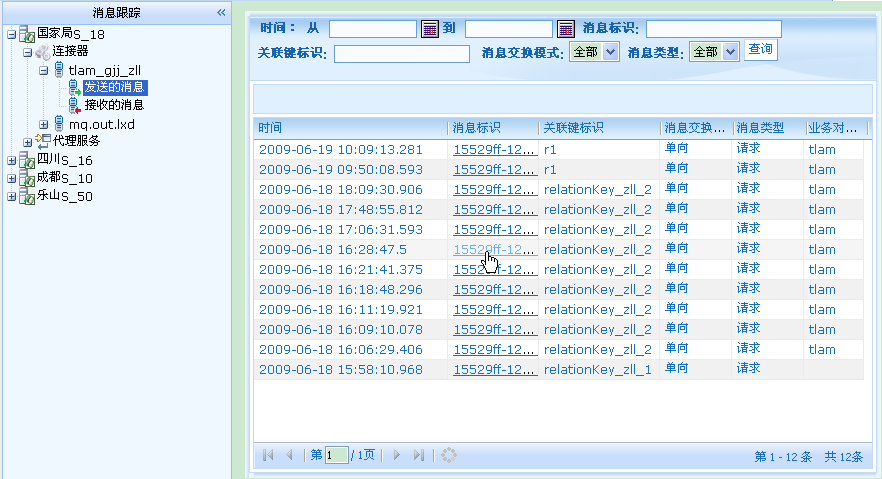 消息跟踪 «
国家局S_18
连接器
tlam_gjj_zll
发送的消息
接收的消息
mq.out.lxd
代理服务
四川S_16
成都S_10
乐山S_50
时间： 从 到 消息标识:
关联键标识: 消息交换模式: 全部 消息类型: 全部 查询
时间 消息标识 关联键标识 消息交换... 消息类型 业务对...
2009-06-19 10:09:13.281 15529ff-12... r1 单向 请求 tlam
2009-06-19 09:50:08.593 15529ff-12... r1 单向 请求 tlam
2009-06-18 18:09:30.906 15529ff-12... relationKey_zll_2 单向 请求 tlam
2009-06-18 17:48:55.812 15529ff-12... relationKey_zll_2 单向 请求 tlam
2009-06-18 17:06:31.593 15529ff-12... relationKey_zll_2 单向 请求 tlam
2009-06-18 16:28:47.5 15529ff-12... relationKey_zll_2 单向 请求 tlam
2009-06-18 16:21:41.375 15529ff-12... relationKey_zll_2 单向 请求 tlam
2009-06-18 16:18:48.296 15529ff-12... relationKey_zll_2 单向 请求 tlam
2009-06-18 16:11:19.921 15529ff-12... relationKey_zll_2 单向 请求 tlam
2009-06-18 16:09:10.078 15529ff-12... relationKey_zll_2 单向 请求 tlam
2009-06-18 16:06:29.406 15529ff-12... relationKey_zll_2 单向 请求 tlam
2009-06-18 15:58:10.968 15529ff-12... relationKey_zll_1 单向 请求
第 1 / 1页 第 1 - 12 条 共 12条